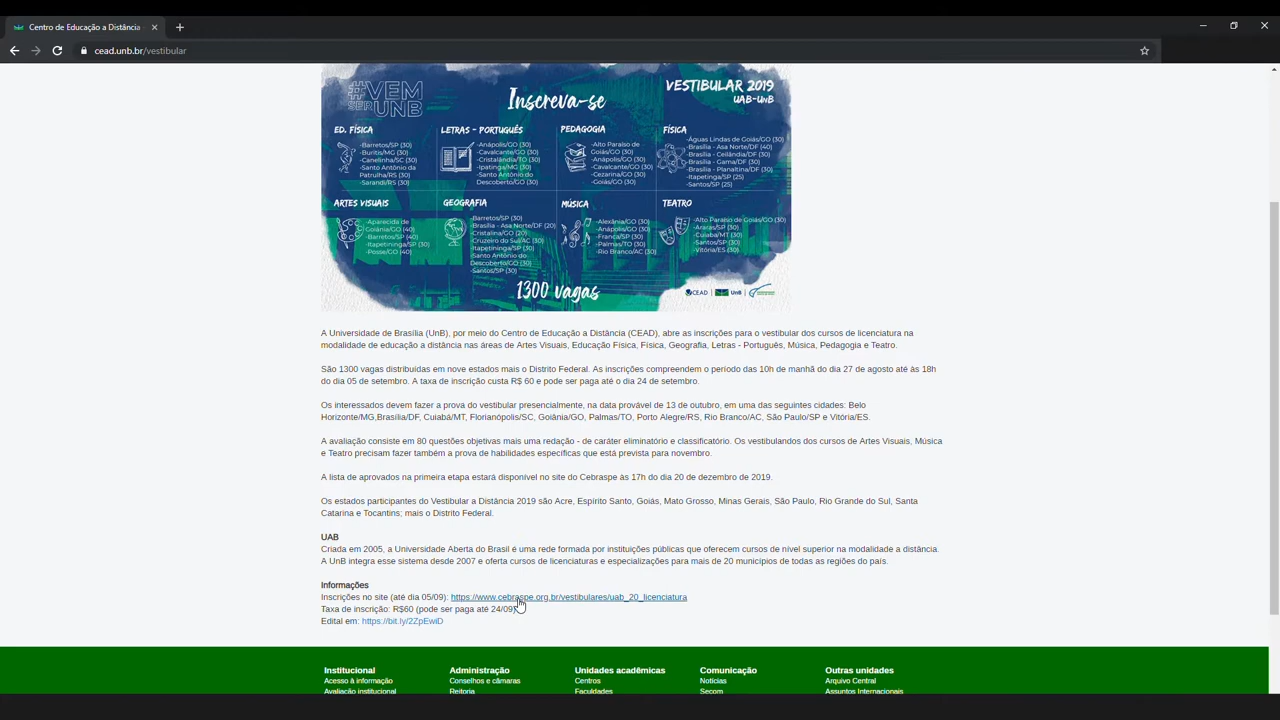 Centro de Educação a Distância
cead.unb.br/vestibular
#VEM
SER UNB
Inscreva-se
VESTIBULAR 2019
UAB-UnB
ED. FÍSICA
-Barretos/SP (30)
-Buritis/MG (30)
-Canelinha/SC (30)
-Santo Antônio da
Patrulha/RS (30)
-Sarandi/RS (30)
LETRAS - PORTUGUÊS
-Anápolis/GO (30)
-Cavalcante/GO (30)
-Cristalândia/TO (30)
-Ipatinga/MG (30)
-Santo Antônio do
Descoberto/GO (30)
PEDAGOGIA
-Alto Paraíso de
Goiás/GO (30)
-Anápolis/GO (30)
-Cavalcante/GO (30)
-Cezarina/GO (30)
-Goiás/GO (30)
FÍSICA
-Águas Lindas de Goiás/GO (30)
-Brasília - Asa Norte/DF (40)
-Brasília - Ceilândia/DF (30)
-Brasília - Gama/DF (30)
-Brasília - Planaltina/DF (30)
-Itapetinga/SP (25)
-Santos/SP (25)
ARTES VISUAIS
-Aparecida de
Goiânia/GO (40)
-Barretos/SP (40)
-Itapetininga/SP (30)
-Posse/GO (40)
GEOGRAFIA
-Barretos/SP (30)
-Brasília - Asa Norte/DF (20)
-Cristalina/GO (20)
-Cruzeiro do Sul/AC (30)
-Itapetininga/SP (30)
-Santo Antônio do
Descoberto/GO (30)
-Santos/SP (30)
MÚSICA
-Alexânia/GO (30)
-Anápolis/GO (30)
-Franca/SP (30)
-Palmas/TO (30)
-Rio Branco/AC (30)
TEATRO
-Alto Paraíso de Goiás/GO (30)
-Araras/SP (30)
-Cuiabá/MT (30)
-Santos/SP (30)
-Vitória/ES (30)
1300 vagas
CEAD | UnB |
A Universidade de Brasília (UnB), por meio do Centro de Educação a Distância (CEAD), abre as inscrições para o vestibular dos cursos de licenciatura na
modalidade de educação a distância nas áreas de Artes Visuais, Educação Física, Física, Geografia, Letras - Português, Música, Pedagogia e Teatro.
São 1300 vagas distribuídas em nove estados mais o Distrito Federal. As inscrições compreendem o período das 10h de manhã do dia 27 de agosto até às 18h
do dia 05 de setembro. A taxa de inscrição custa R$ 60 e pode ser paga até o dia 24 de setembro.
Os interessados devem fazer a prova do vestibular presencialmente, na data provável de 13 de outubro, em uma das seguintes cidades: Belo
Horizonte/MG,Brasília/DF, Cuiabá/MT, Florianópolis/SC, Goiânia/GO, Palmas/TO, Porto Alegre/RS, Rio Branco/AC, São Paulo/SP e Vitória/ES.
A avaliação consiste em 80 questões objetivas mais uma redação - de caráter eliminatório e classificatório. Os vestibulandos dos cursos de Artes Visuais, Música
e Teatro precisam fazer também a prova de habilidades específicas que está prevista para novembro.
A lista de aprovados na primeira etapa estará disponível no site do Cebraspe às 17h do dia 20 de dezembro de 2019.
Os estados participantes do Vestibular a Distância 2019 são Acre, Espírito Santo, Goiás, Mato Grosso, Minas Gerais, São Paulo, Rio Grande do Sul, Santa
Catarina e Tocantins; mais o Distrito Federal.
UAB
Criada em 2005, a Universidade Aberta do Brasil é uma rede formada por instituições públicas que oferecem cursos de nível superior na modalidade a distância.
A UnB integra esse sistema desde 2007 e oferta cursos de licenciaturas e especializações para mais de 20 municípios de todas as regiões do país.
Informações
Inscrições no site (até dia 05/09): https://www.cebraspe.org.br/vestibulares/uab_20_licenciatura
Taxa de inscrição: R$60 (pode ser paga até 24/09)
Edital em: https://bit.ly/2ZpEwiD
Institucional
Acesso à informação
Avaliação institucional
Administração
Conselhos e câmaras
Reitoria
Unidades acadêmicas
Centros
Faculdades
Comunicação
Notícias
Secom
Outras unidades
Arquivo Central
Assuntos Internacionais